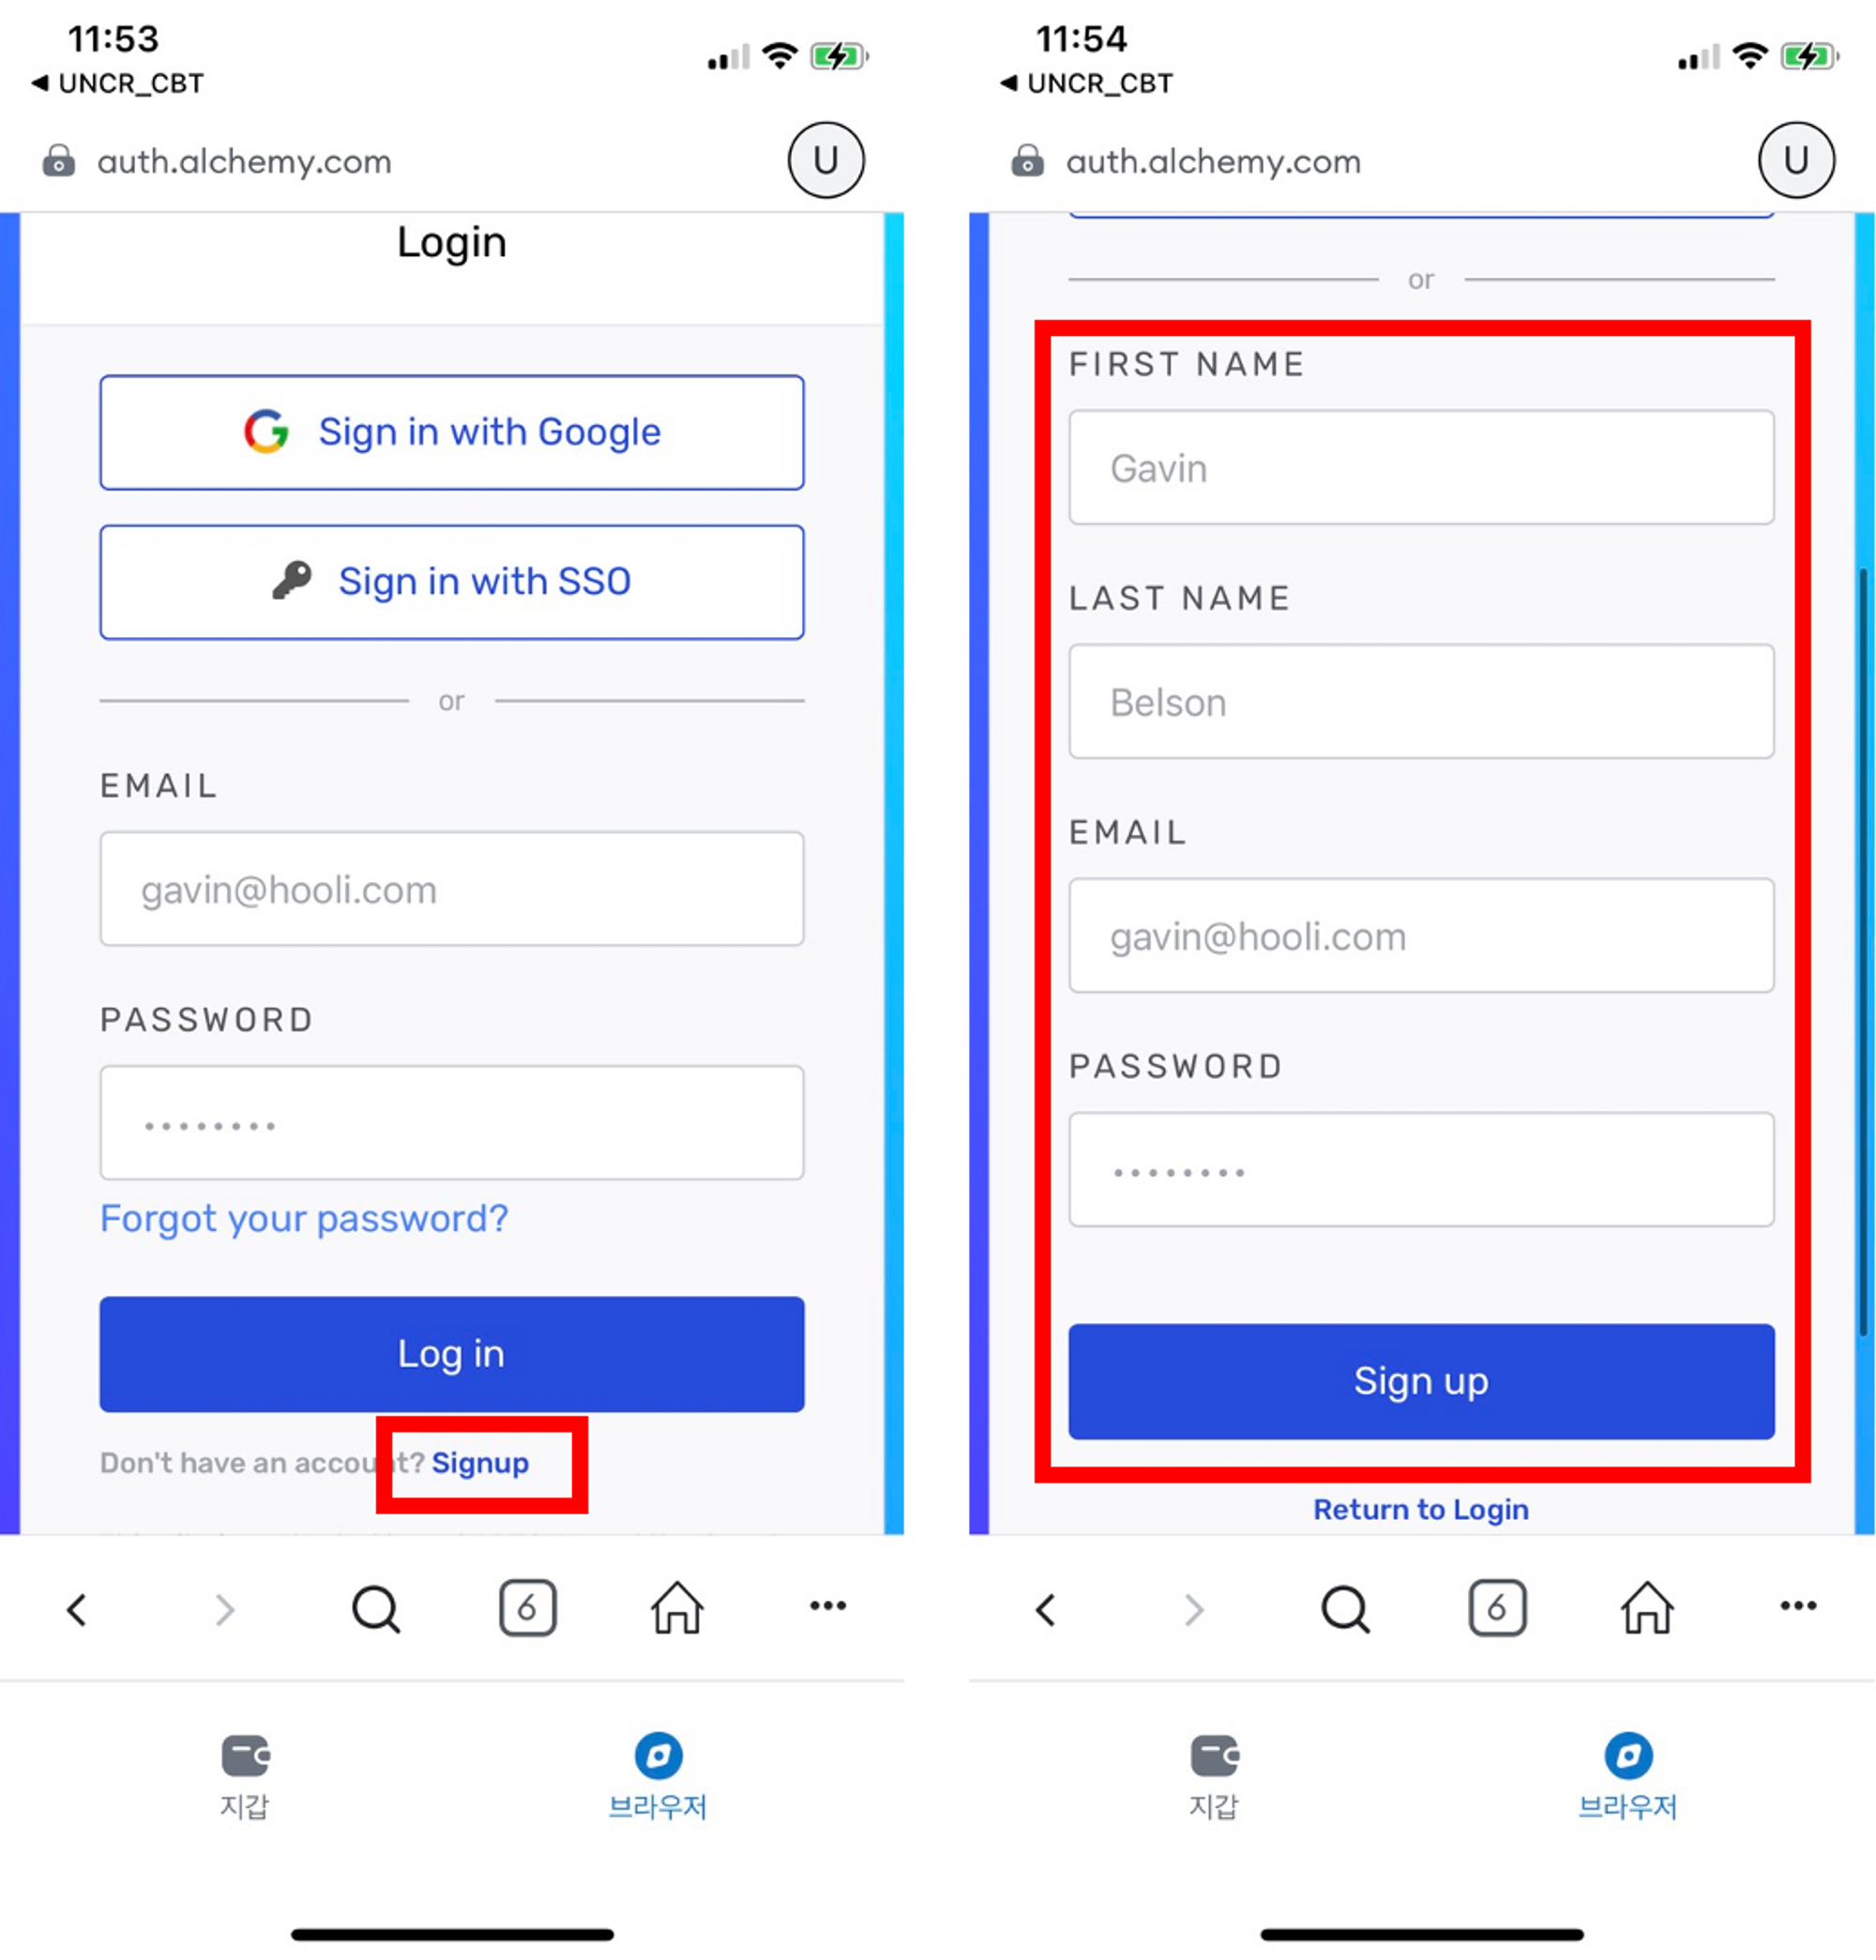 11:53
◀ UNCR_CBT
auth.alchemy.com
U
Login
Sign in with Google
Sign in with SSO
or
EMAIL
gavin@hooli.com
PASSWORD
••••••••
Forgot your password?
Log in
Don't have an account? Signup
6
지갑
브라우저
11:54
◀ UNCR_CBT
auth.alchemy.com
U
or
FIRST NAME
Gavin
LAST NAME
Belson
EMAIL
gavin@hooli.com
PASSWORD
••••••••
Sign up
Return to Login
6
지갑
브라우저